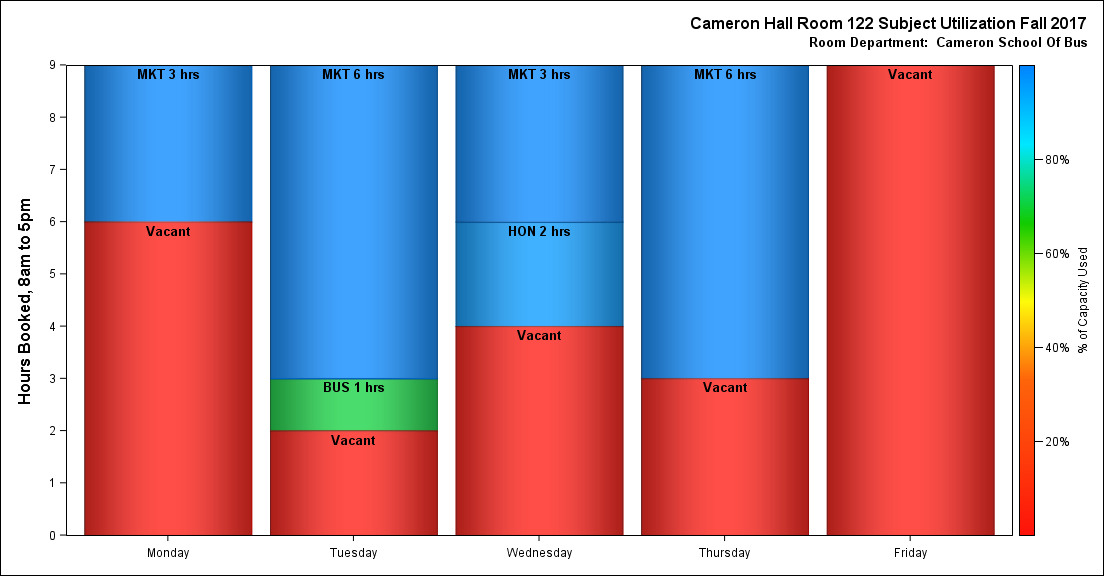 Cameron Hall Room 122 Subject Utilization Fall 2017
Room Department:  Cameron School Of Bus
Hours Booked, 8am to 5pm
9
8
7
6
5
4
3
2
1
0
MKT 3 hrs
Vacant
MKT 6 hrs
BUS 1 hrs
Vacant
MKT 3 hrs
HON 2 hrs
Vacant
MKT 6 hrs
Vacant
Vacant
Monday
Tuesday
Wednesday
Thursday
Friday
80%
60%
40%
20%
% of Capacity Used